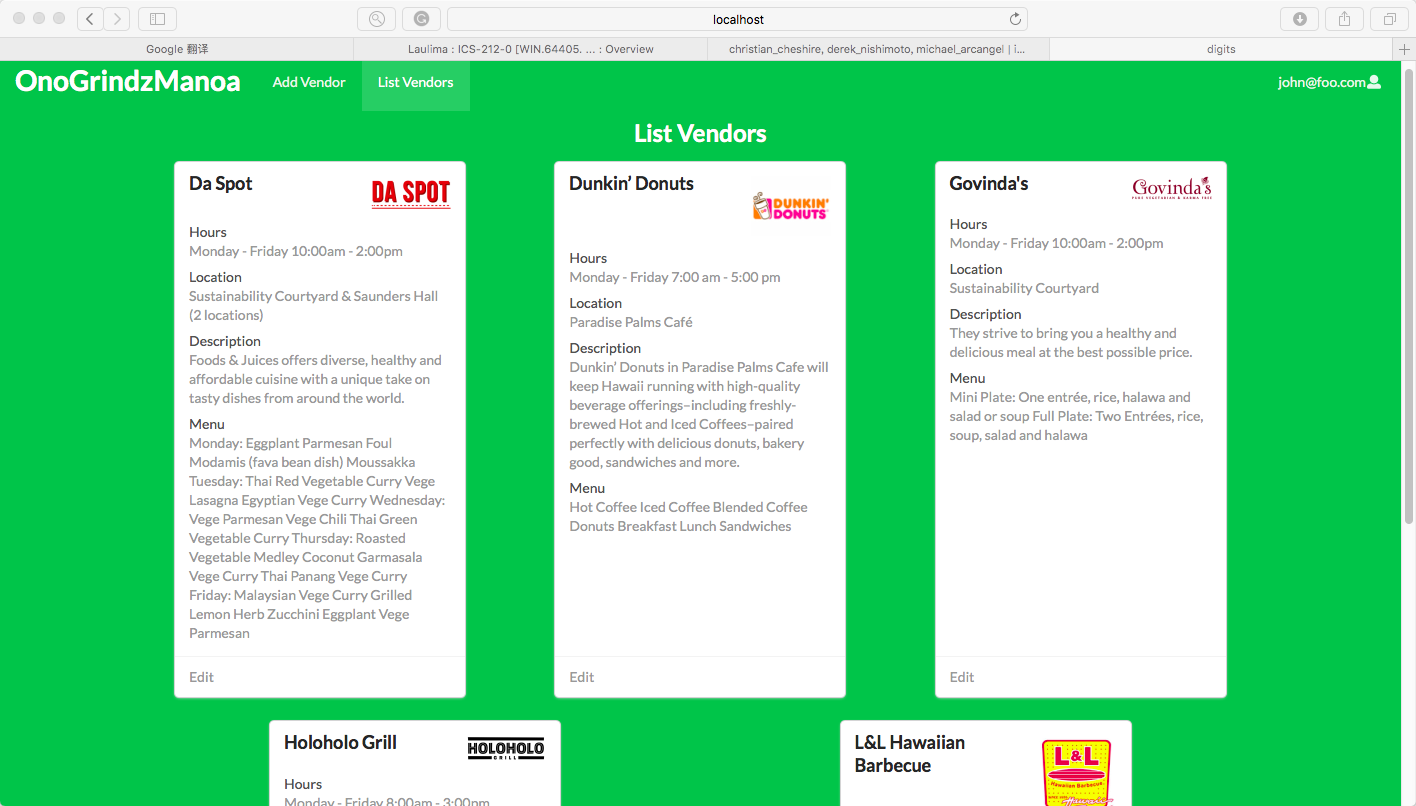 localhost
Google 翻译
Laulima : ICS-212-0 [WIN.64405. ... : Overview
christian_cheshire, derek_nishimoto, michael_arcangel | i...
digits
OnoGrindzManoa
Add Vendor
List Vendors
john@foo.com
List Vendors
Da Spot
DA SPOT
Hours
Monday - Friday 10:00am - 2:00pm
Location
Sustainability Courtyard & Saunders Hall
(2 locations)
Description
Foods & Juices offers diverse, healthy and
affordable cuisine with a unique take on
tasty dishes from around the world.
Menu
Monday: Eggplant Parmesan Foul
Modamis (fava bean dish) Moussakka
Tuesday: Thai Red Vegetable Curry Vege
Lasagna Egyptian Vege Curry Wednesday:
Vege Parmesan Vege Chili Thai Green
Vegetable Curry Thursday: Roasted
Vegetable Medley Coconut Garmasala
Vege Curry Thai Panang Vege Curry
Friday: Malaysian Vege Curry Grilled
Lemon Herb Zucchini Eggplant Vege
Parmesan
Edit
Dunkin’ Donuts
DUNKIN'
DONUTS
Hours
Monday - Friday 7:00 am - 5:00 pm
Location
Paradise Palms Café
Description
Dunkin’ Donuts in Paradise Palms Cafe will
keep Hawaii running with high-quality
beverage offerings–including freshly-
brewed Hot and Iced Coffees–paired
perfectly with delicious donuts, bakery
good, sandwiches and more.
Menu
Hot Coffee Iced Coffee Blended Coffee
Donuts Breakfast Lunch Sandwiches
Edit
Govinda's
Govinda's
PURE VEGETARIAN & KARMA FREE
Hours
Monday - Friday 10:00am - 2:00pm
Location
Sustainability Courtyard
Description
They strive to bring you a healthy and
delicious meal at the best possible price.
Menu
Mini Plate: One entrée, rice, halawa and
salad or soup Full Plate: Two Entrées, rice,
soup, salad and halawa
Edit
Holoholo Grill
HOLOHOLO
GRILL
Hours
Monday - Friday 8:00am - 3:00pm
L&L Hawaiian
Barbecue
L&L
Hawaiian Barbecue